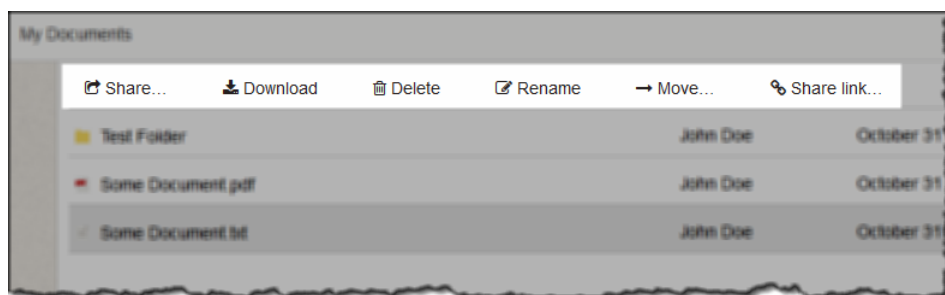 My Documents
Share... Download Delete Rename Move... Share link...
Test Folder John Doe October 31
Some Document.pdf John Doe October 31
Some Document.txt John Doe October 31